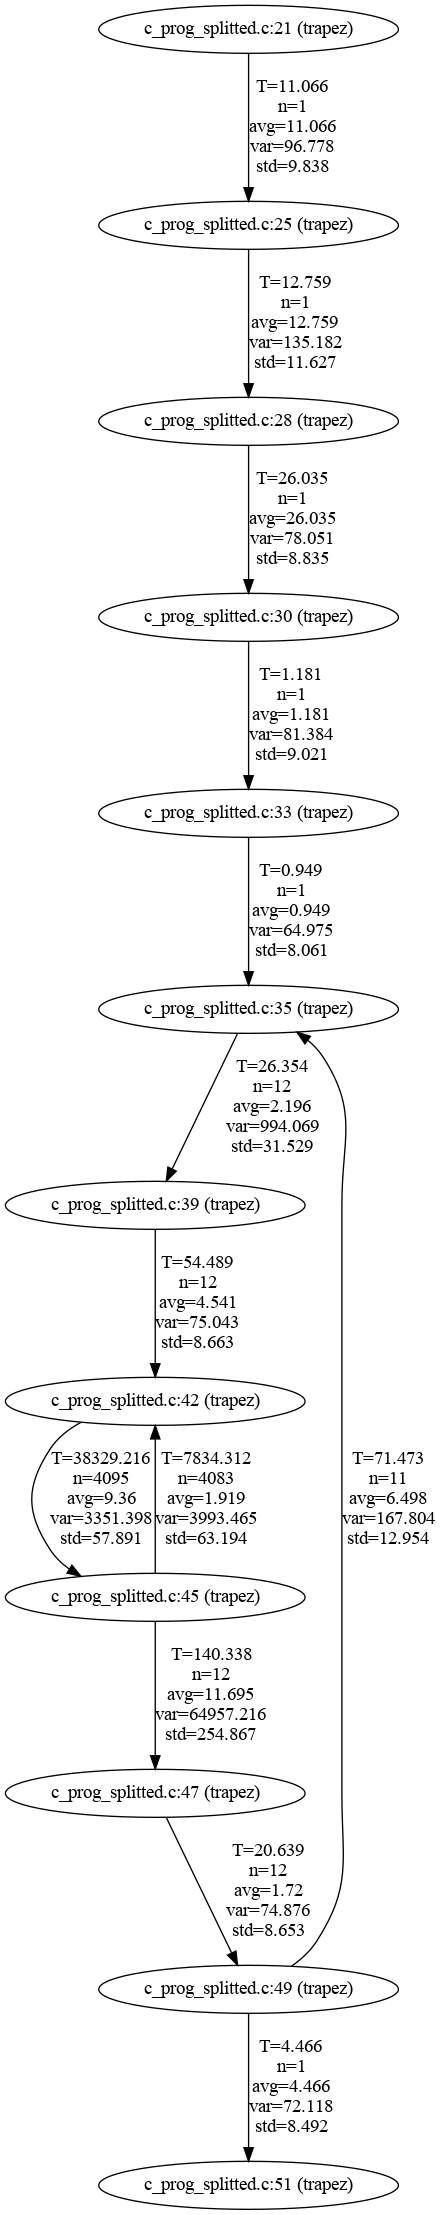 c_prog_splitted.c:21 (trapez)
T=11.066
n=1
avg=11.066
var=96.778
std=9.838
c_prog_splitted.c:25 (trapez)
T=12.759
n=1
avg=12.759
var=135.182
std=11.627
c_prog_splitted.c:28 (trapez)
T=26.035
n=1
avg=26.035
var=78.051
std=8.835
c_prog_splitted.c:30 (trapez)
T=1.181
n=1
avg=1.181
var=81.384
std=9.021
c_prog_splitted.c:33 (trapez)
T=0.949
n=1
avg=0.949
var=64.975
std=8.061
c_prog_splitted.c:35 (trapez)
T=26.354
n=12
avg=2.196
var=994.069
std=31.529
c_prog_splitted.c:39 (trapez)
T=54.489
n=12
avg=4.541
var=75.043
std=8.663
c_prog_splitted.c:42 (trapez)
T=38329.216
n=4095
avg=9.36
var=3351.398
std=57.891
T=7834.312
n=4083
avg=1.919
var=3993.465
std=63.194
T=71.473
n=11
avg=6.498
var=167.804
std=12.954
c_prog_splitted.c:45 (trapez)
T=140.338
n=12
avg=11.695
var=64957.216
std=254.867
c_prog_splitted.c:47 (trapez)
T=20.639
n=12
avg=1.72
var=74.876
std=8.653
c_prog_splitted.c:49 (trapez)
T=4.466
n=1
avg=4.466
var=72.118
std=8.492
c_prog_splitted.c:51 (trapez)